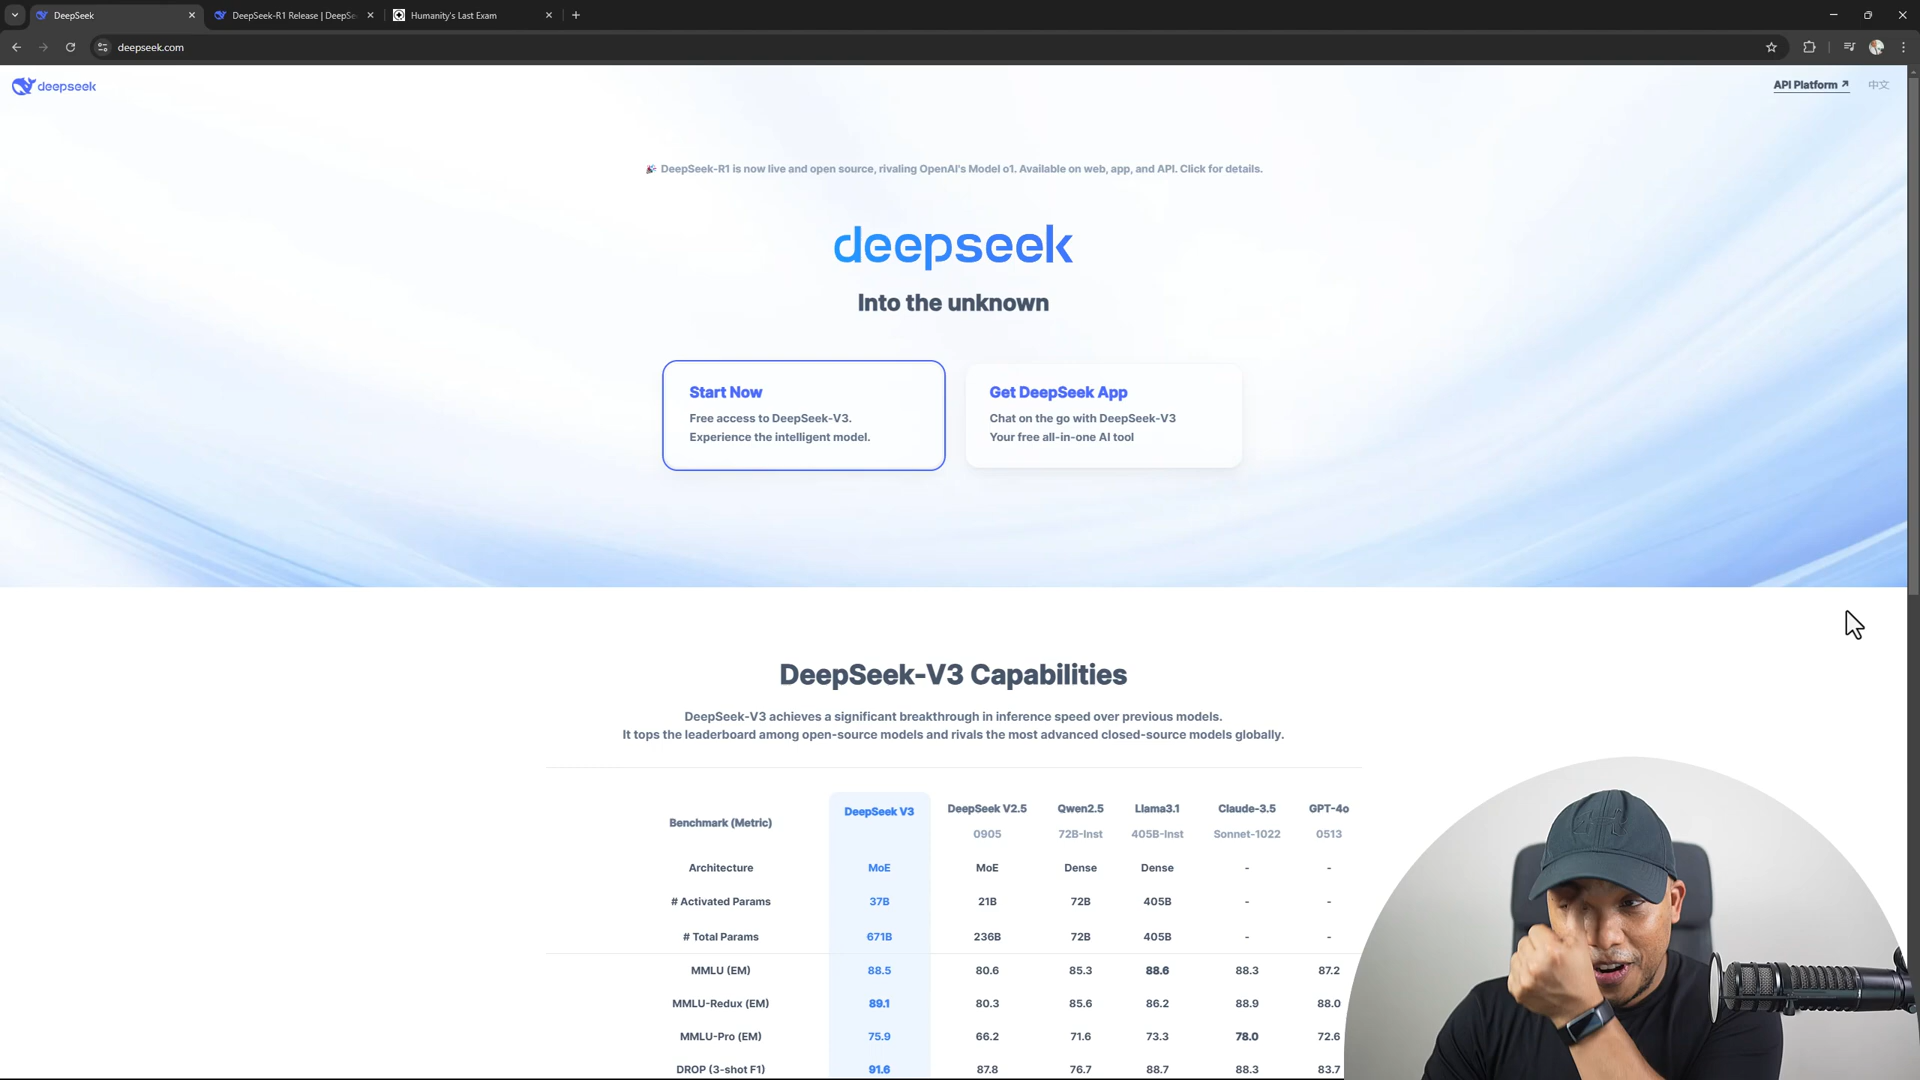 DeepSeek
DeepSeek-R1 Release | DeepSe
Humanity's Last Exam
deepseek.com
deepseek
API Platform ↗
中文
🎉 DeepSeek-R1 is now live and open source, rivaling OpenAI's Model o1. Available on web, app, and API. Click for details.
deepseek
Into the unknown
Start Now
Free access to DeepSeek-V3.
Experience the intelligent model.
Get DeepSeek App
Chat on the go with DeepSeek-V3
Your free all-in-one AI tool
DeepSeek-V3 Capabilities
DeepSeek-V3 achieves a significant breakthrough in inference speed over previous models.
It tops the leaderboard among open-source models and rivals the most advanced closed-source models globally.
Benchmark (Metric) DeepSeek V3 DeepSeek V2.5 Qwen2.5 Llama3.1 Claude-3.5 GPT-4o
0905 72B-Inst 405B-Inst Sonnet-1022 0513
Architecture MoE MoE Dense Dense - -
# Activated Params 37B 21B 72B 405B - -
# Total Params 671B 236B 72B 405B - -
MMLU (EM) 88.5 80.6 85.3 88.6 88.3 87.2
MMLU-Redux (EM) 89.1 80.3 85.6 86.2 88.9 88.0
MMLU-Pro (EM) 75.9 66.2 71.6 73.3 78.0 72.6
DROP (3-shot F1) 91.6 87.8 76.7 88.7 88.3 83.7